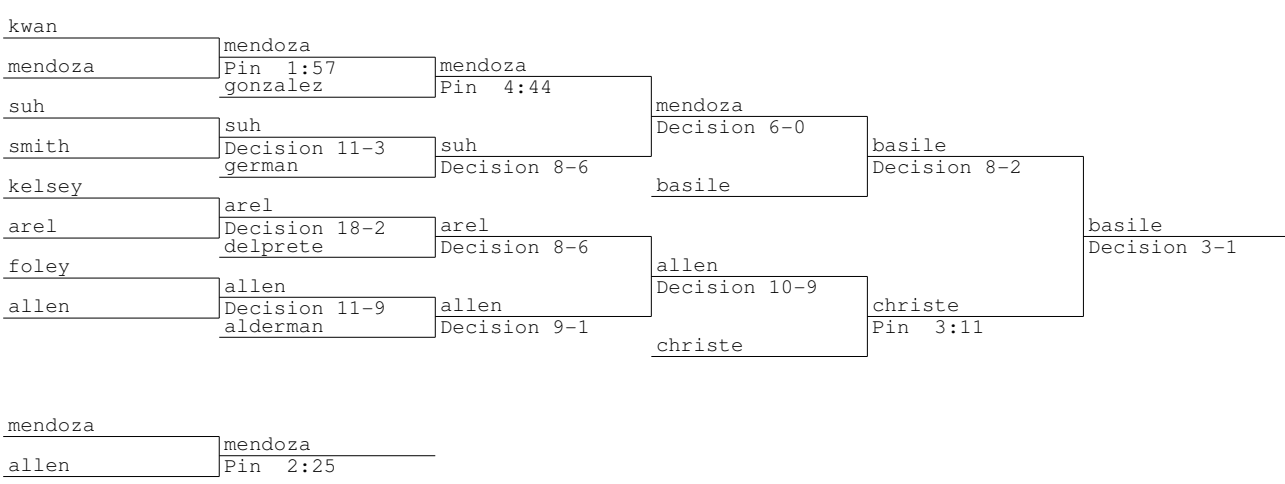 kwan
mendoza
mendoza
Pin 1:57
gonzalez
mendoza
Pin 4:44
suh
smith
suh
Decision 11-3
german
suh
Decision 8-6
mendoza
Decision 6-0
basile
basile
Decision 8-2
kelsey
arel
arel
Decision 18-2
delprete
arel
Decision 8-6
foley
allen
allen
Decision 11-9
alderman
allen
Decision 9-1
allen
Decision 10-9
christe
christe
Pin 3:11
basile
Decision 3-1
mendoza
allen
mendoza
Pin 2:25